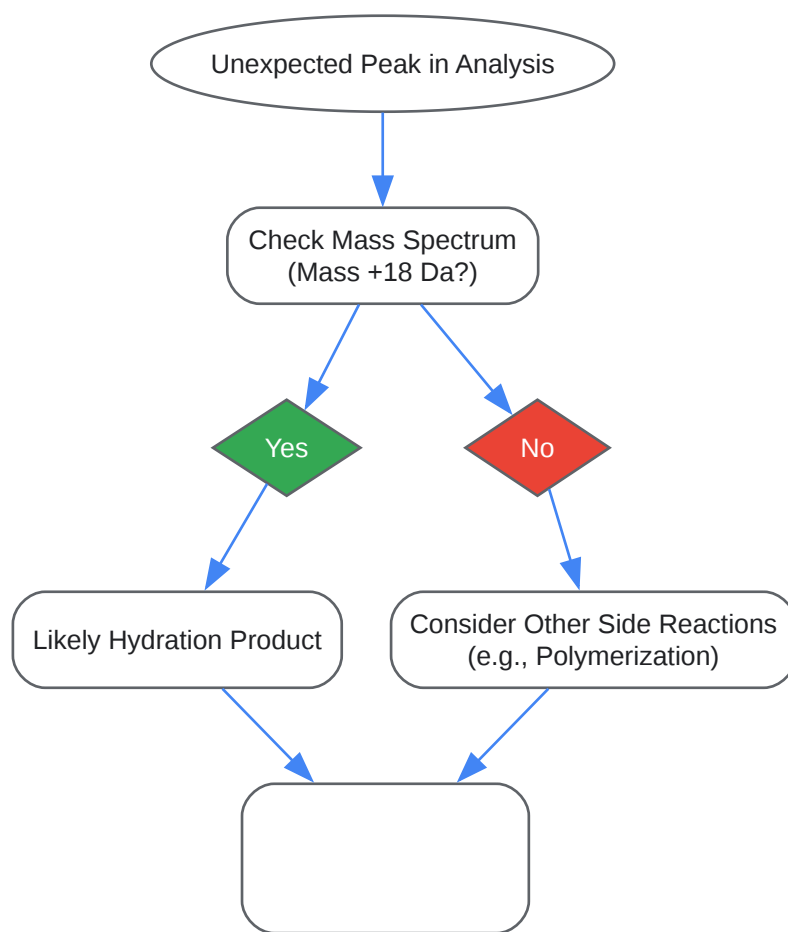 Unexpected Peak in Analysis
Check Mass Spectrum
(Mass +18 Da?)
Yes
No
Likely Hydration Product
Consider Other Side Reactions
(e.g., Polymerization)